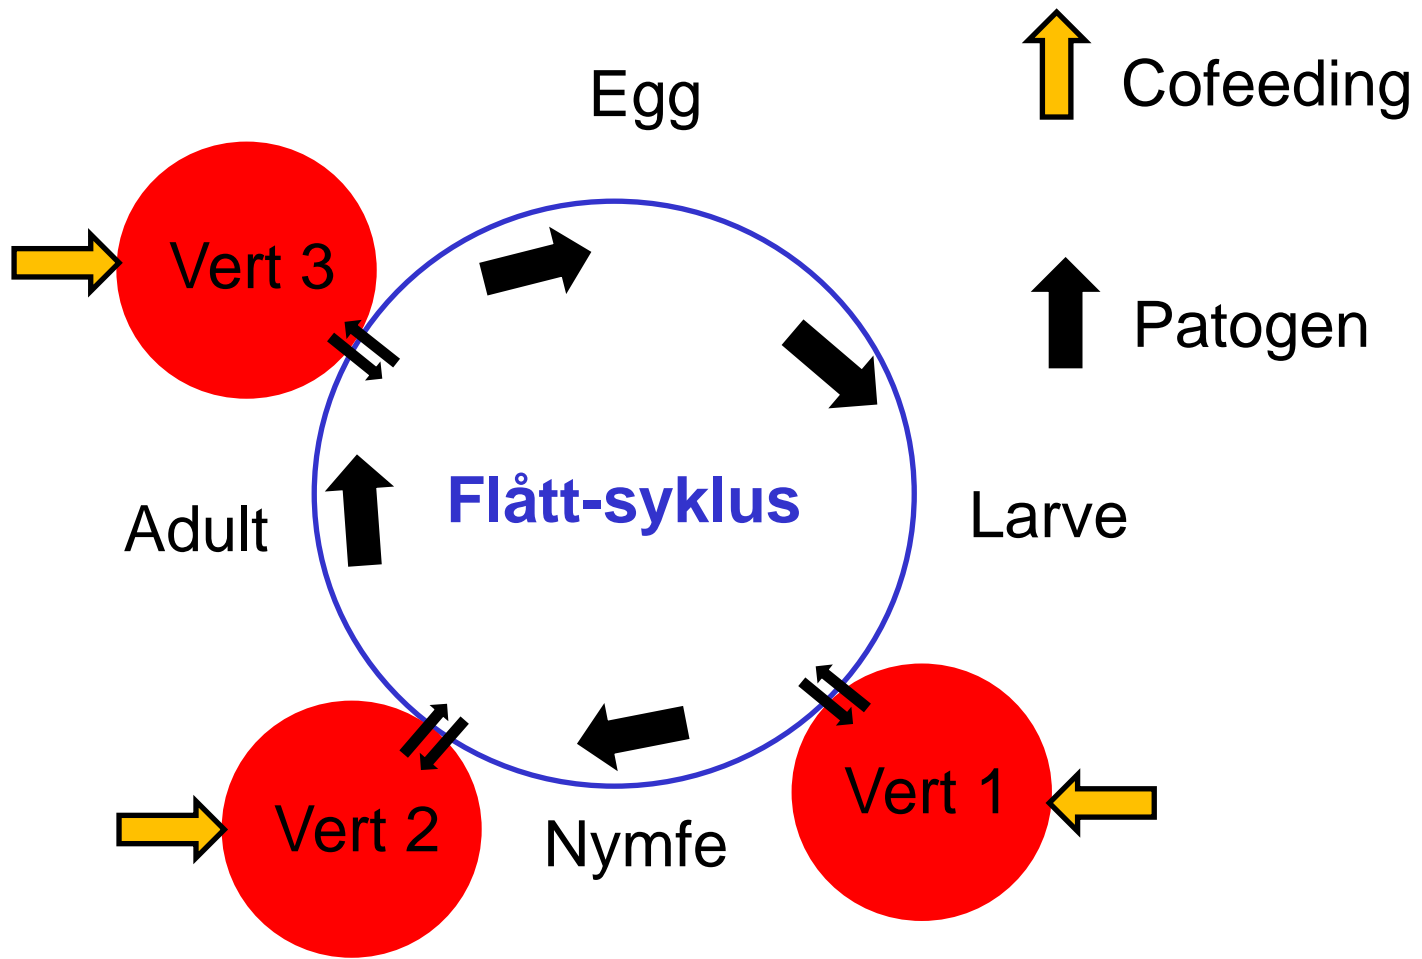 Egg
Cofeeding
Vert 3
Patogen
Flått-syklus
Adult
Larve
Vert 1
Vert 2
Nymfe